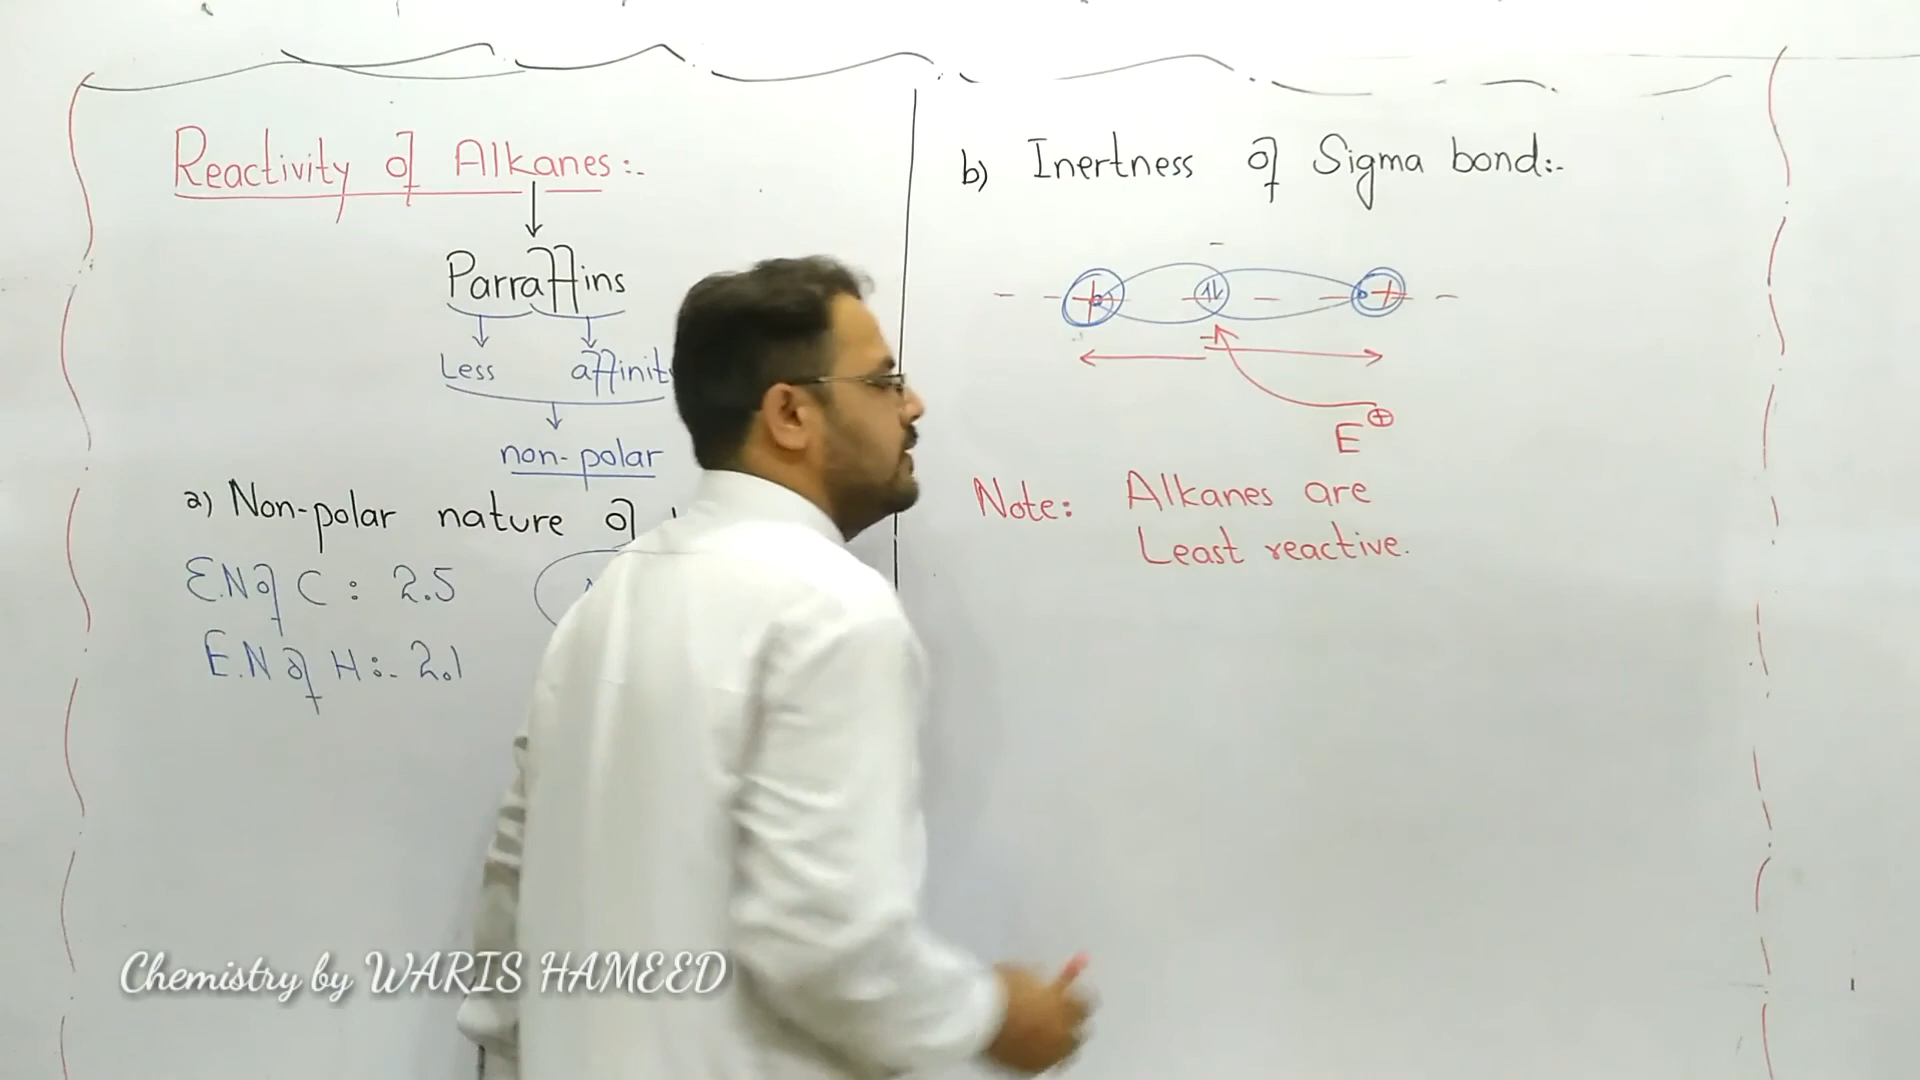 Reactivity of Alkanes:-
Parraffins
Less
non-polar
a) Non-polar nature of
E.N of C : 2.5
E.N of H:- 2.1
b) Inertness of Sigma bond:-
E⊕
Note: Alkanes are
Least reactive.
Chemistry by WARIS HAMEED